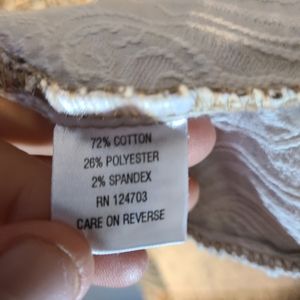 72% COTTON
26% POLYESTER
2% SPANDEX
RN 124703
CARE ON REVERSE